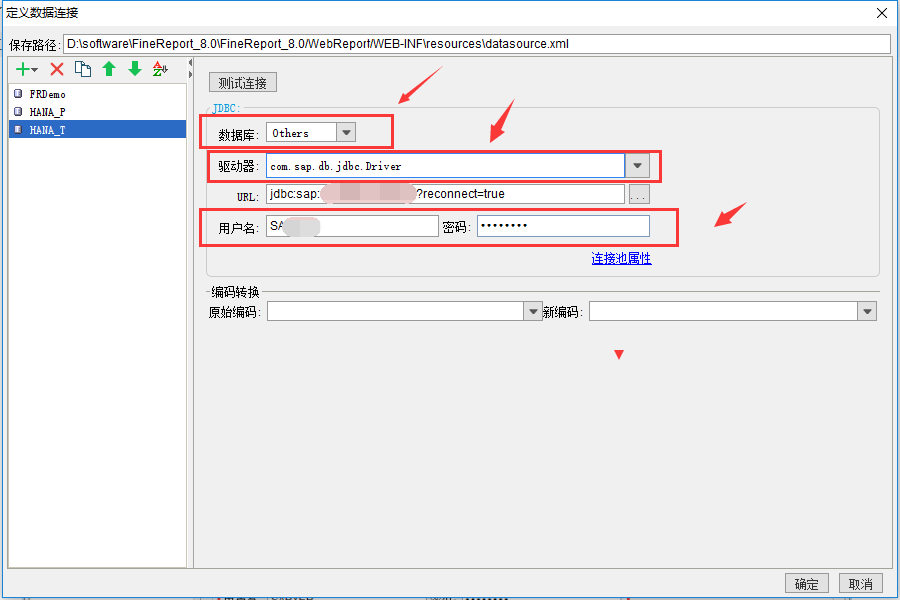 定义数据连接
保存路径: D:\software\FineReport_8.0\FineReport_8.0/WebReport/WEB-INF\resources\datasource.xml
FRDemo
HANA_P
HANA_T
测试连接
JDBC:
数据库: Others
驱动器: com.sap.db.jdbc.Driver
URL: jdbc:sap: ?reconnect=true ...
用户名: SA 密码: ••••••••
连接池属性
编码转换
原始编码: 新编码:
确定 取消